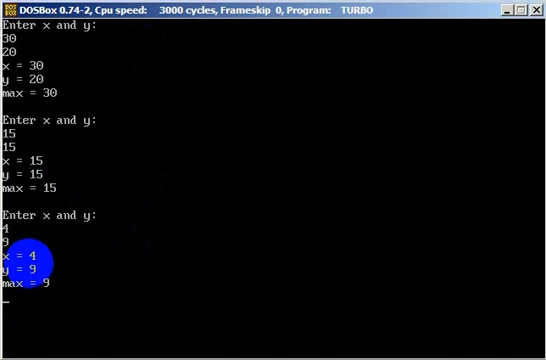 DOSBox 0.74-2, Cpu speed: 3000 cycles, Frameskip 0, Program: TURBO
Enter x and y:
30
20
x = 30
y = 20
max = 30
Enter x and y:
15
15
x = 15
y = 15
max = 15
Enter x and y:
4
9
x = 4
y = 9
max = 9